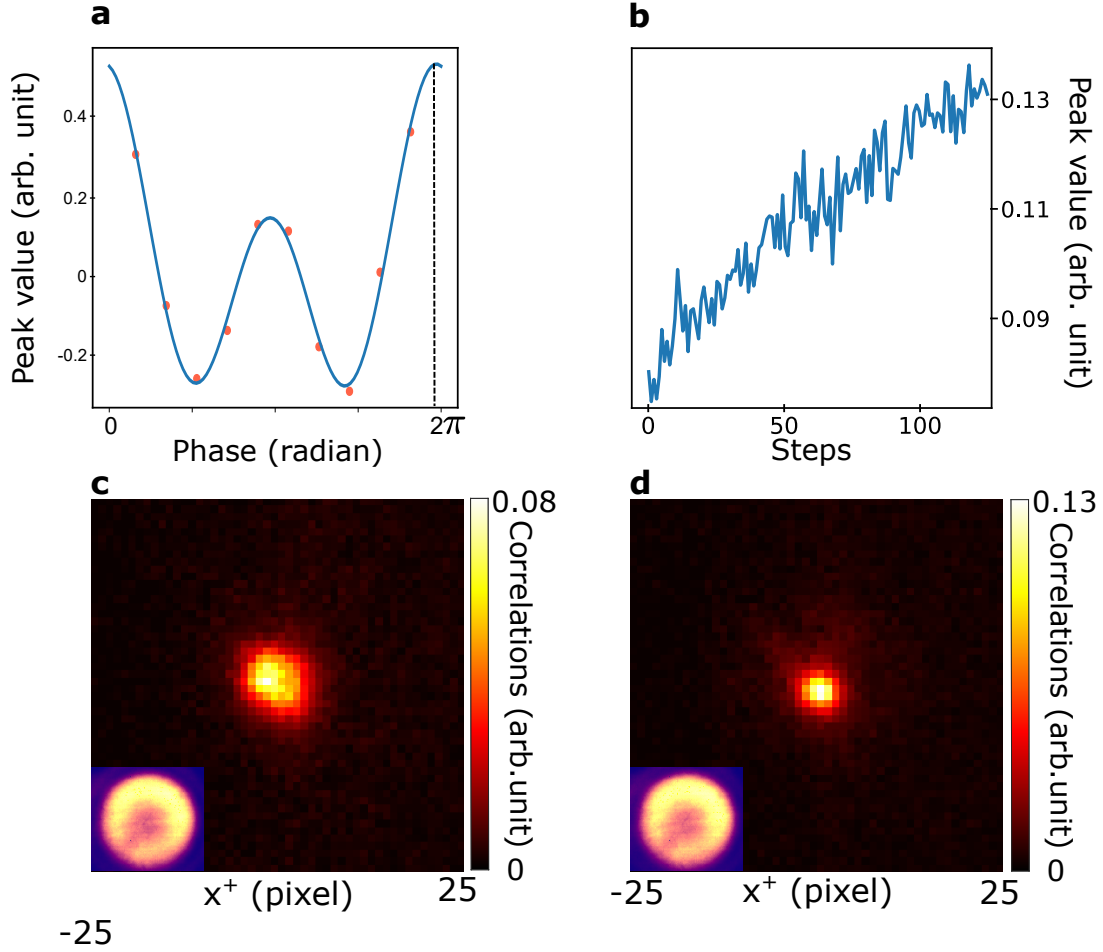 a
Peak value (arb. unit)
0.4
0.2
0
-0.2
0
2π
Phase (radian)
b
0.13
0.11
0.09
Peak value (arb. unit)
0
50
100
Steps
c
0.08
Correlations (arb.unit)
0
x⁺ (pixel)
25
-25
d
0.13
Correlations (arb.unit)
0
-25
x⁺ (pixel)
25